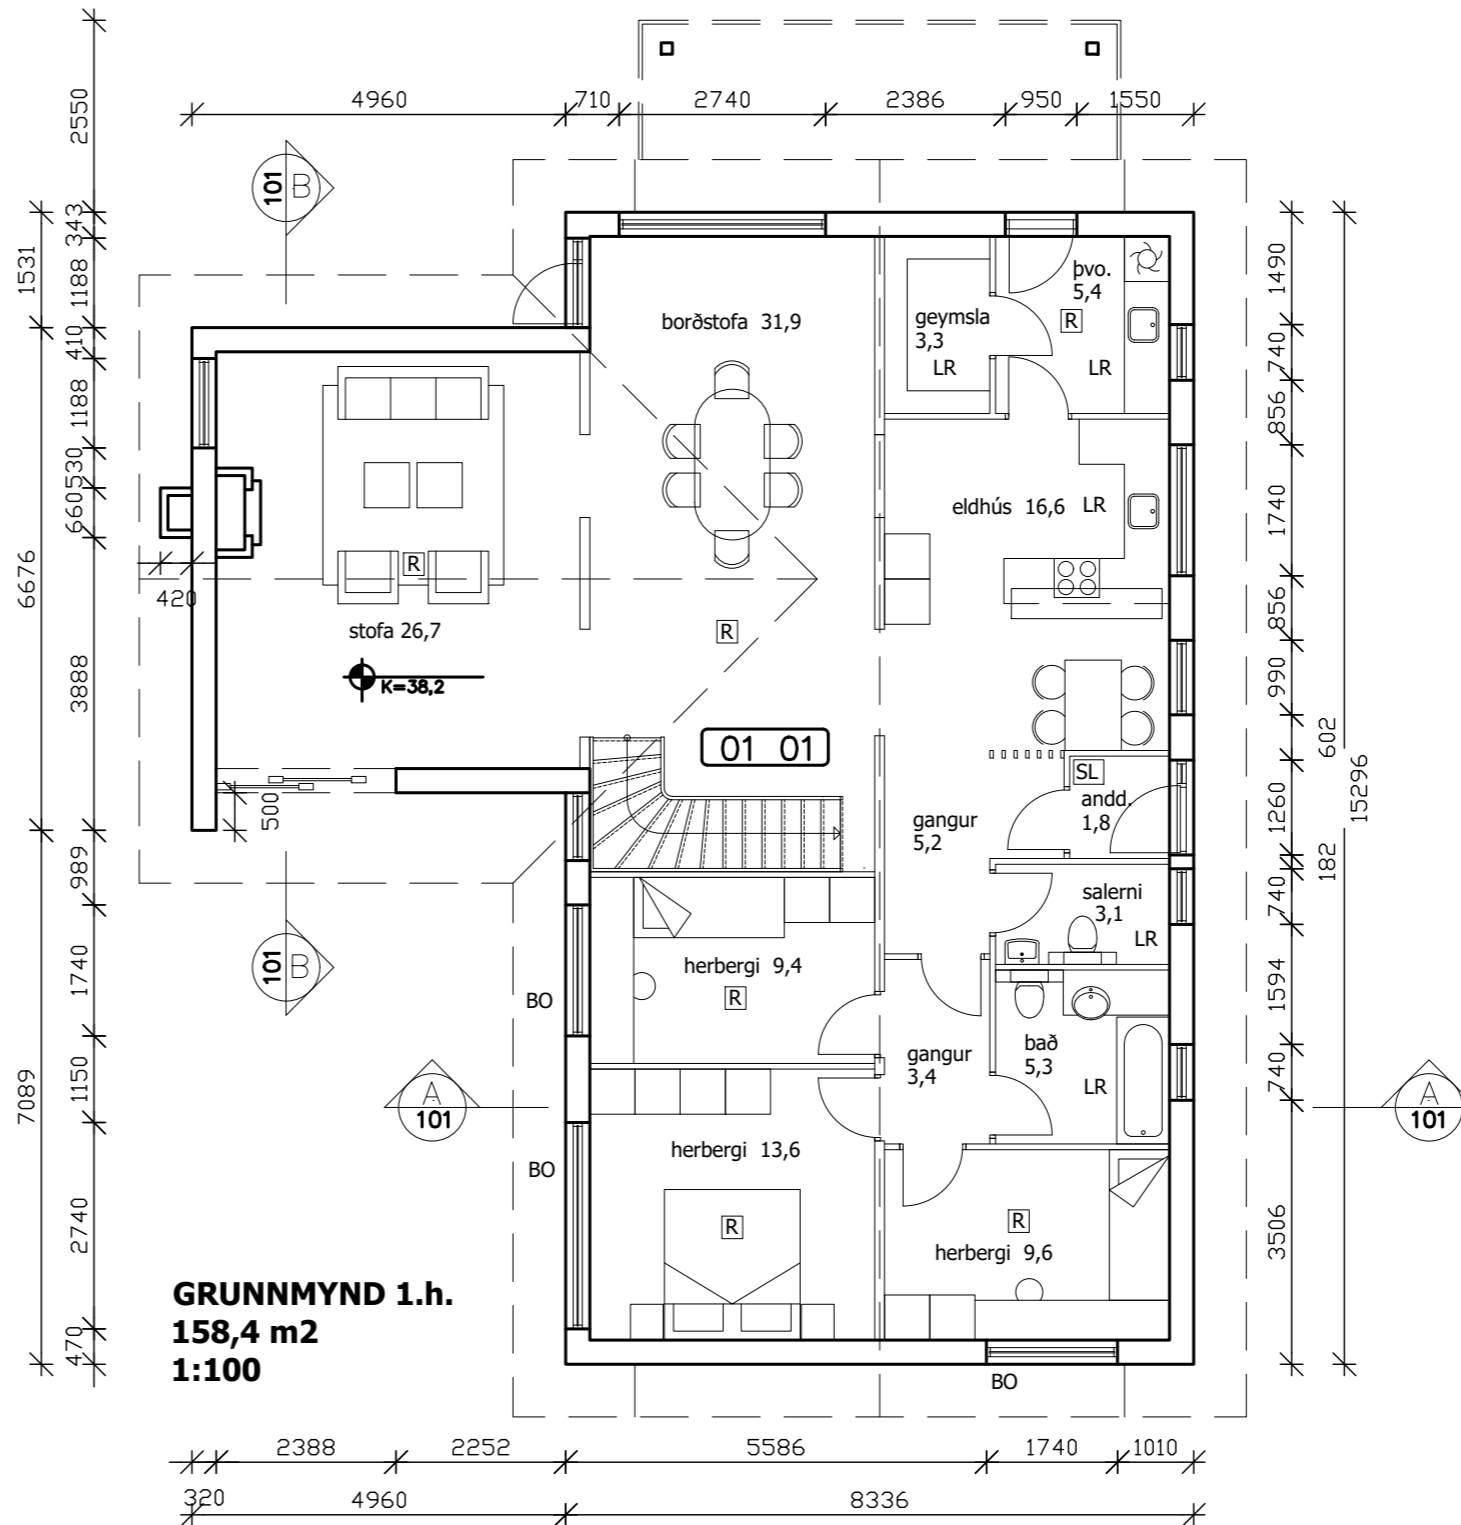 4960
710
2740
2386
950
1550
2550
343
1188
410
1188
530
660
3888
989
1740
1150
2740
470
1531
6676
7089
101
B
1490
740
856
1740
856
990
1260
740
1594
740
3506
602
182
15296
borðstofa 31,9
geymsla
3,3
LR
þvo.
5,4
R
LR
eldhús 16,6
LR
R
420
stofa 26,7
K=38,2
R
01 01
SL
andd.
1,8
gangur
5,2
500
salerni
3,1
LR
101
B
herbergi 9,4
R
BO
gangur
3,4
bað
5,3
LR
A
101
A
101
herbergi 13,6
BO
R
R
herbergi 9,6
GRUNNMYND 1.h.
158,4 m2
1:100
BO
2388
2252
5586
1740
1010
320
4960
8336